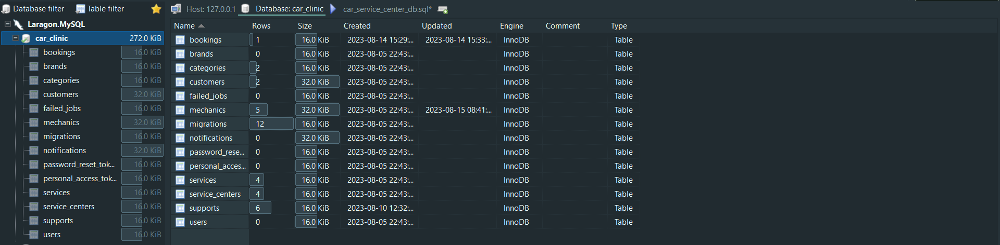 Database filter Table filter Host: 127.0.0.1 Database: car_clinic car_service_center_db.sql*
Laragon.MySQL
car_clinic 272.0 KiB
bookings 16.0 KiB
brands 16.0 KiB
categories 16.0 KiB
customers 32.0 KiB
failed_jobs 16.0 KiB
mechanics 32.0 KiB
migrations 16.0 KiB
notifications 32.0 KiB
password_reset_tok... 16.0 KiB
personal_access_tok... 16.0 KiB
services 16.0 KiB
service_centers 16.0 KiB
supports 16.0 KiB
users 16.0 KiB
Name Rows Size Created Updated Engine Comment Type
bookings 1 16.0 KiB 2023-08-14 15:29:... 2023-08-14 15:33:... InnoDB Table
brands 0 16.0 KiB 2023-08-05 22:43:... InnoDB Table
categories 2 16.0 KiB 2023-08-05 22:43:... InnoDB Table
customers 2 32.0 KiB 2023-08-05 22:43:... InnoDB Table
failed_jobs 0 16.0 KiB 2023-08-05 22:43:... InnoDB Table
mechanics 5 32.0 KiB 2023-08-05 22:43:... 2023-08-15 08:41:... InnoDB Table
migrations 12 16.0 KiB 2023-08-05 22:43:... InnoDB Table
notifications 0 32.0 KiB 2023-08-05 22:43:... InnoDB Table
password_rese... 0 16.0 KiB 2023-08-05 22:43:... InnoDB Table
personal_acces... 0 16.0 KiB 2023-08-05 22:43:... InnoDB Table
services 4 16.0 KiB 2023-08-05 22:43:... InnoDB Table
service_centers 4 16.0 KiB 2023-08-05 22:43:... InnoDB Table
supports 6 16.0 KiB 2023-08-10 12:32:... InnoDB Table
users 0 16.0 KiB 2023-08-05 22:43:... InnoDB Table